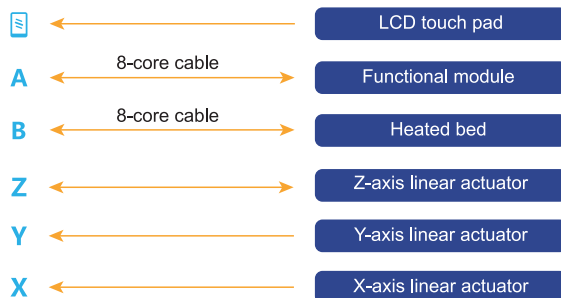 LCD touch pad
A 8-core cable Functional module
B 8-core cable Heated bed
Z Z-axis linear actuator
Y Y-axis linear actuator
X X-axis linear actuator